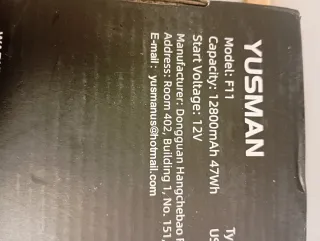 YUSMAN
Model: F11
Capacity: 12800mAh 47Wh
Start Voltage: 12V
Manufacturer: Dongguan Hangchebao
Address: Room 402, Building 1, No. 151,
E-mail: yusmanus@hotmail.com